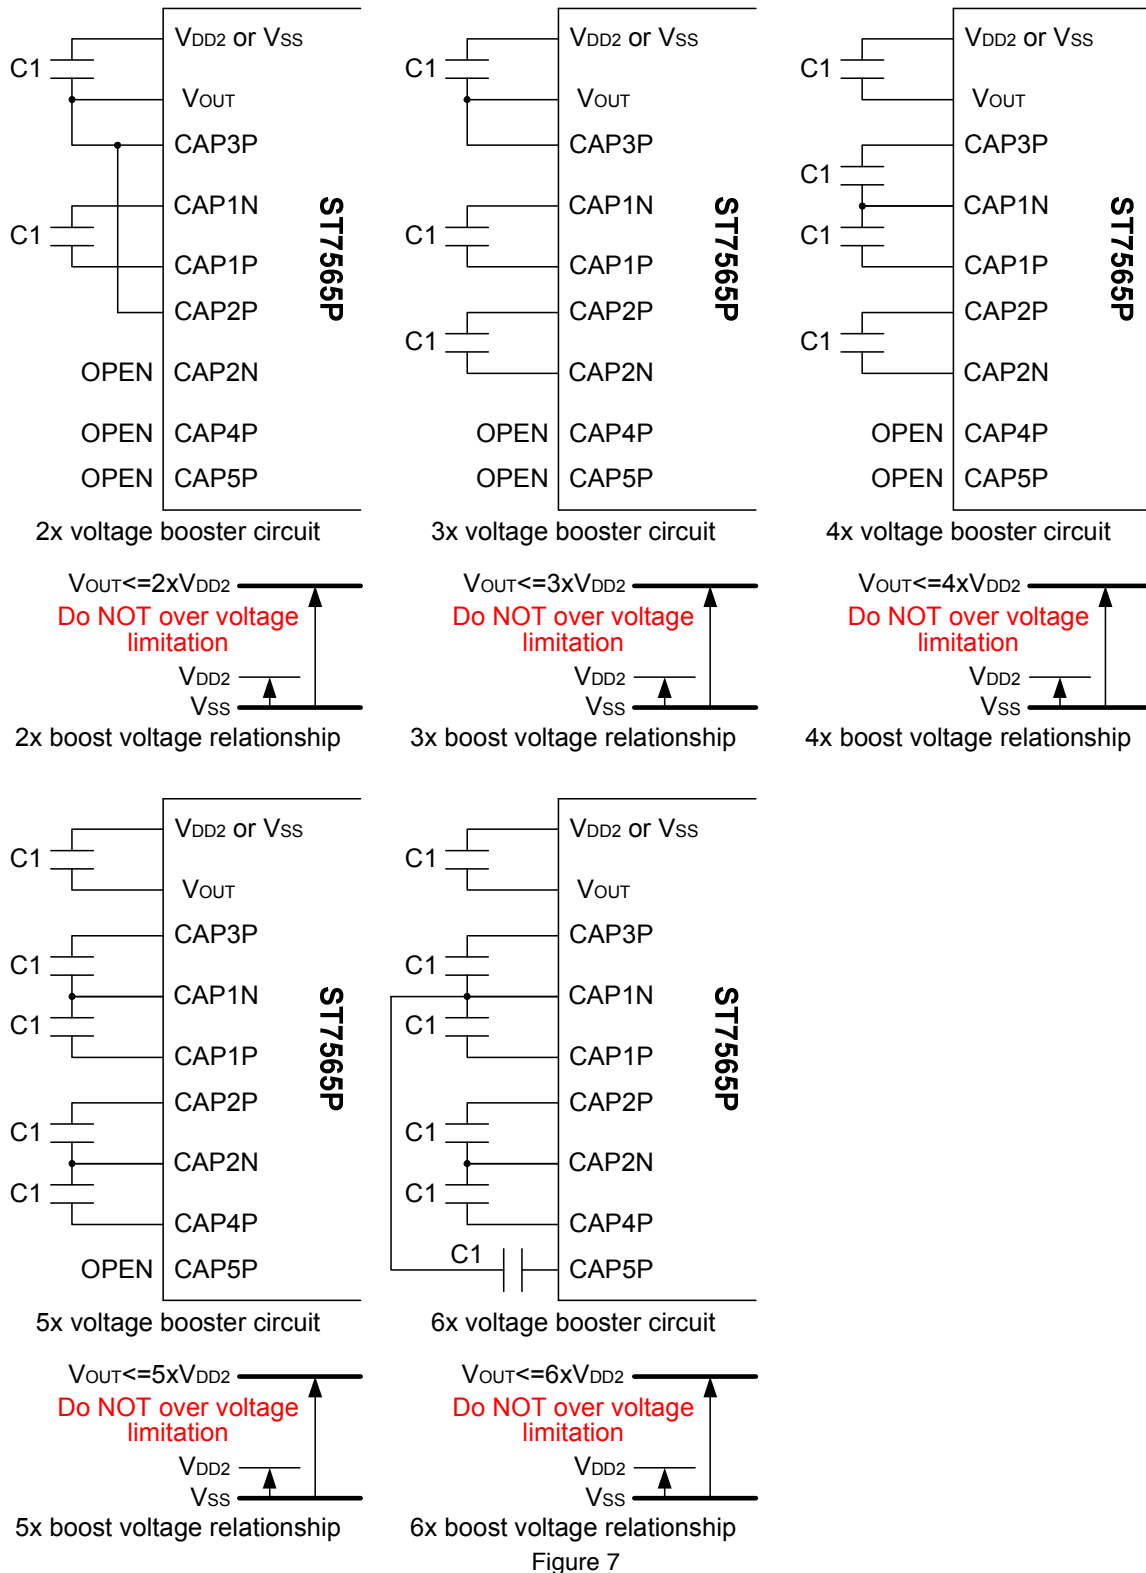 VDD2 or VSS
C1
VOUT
CAP3P
CAP1N
C1
CAP1P
CAP2P
OPEN CAP2N
OPEN CAP4P
OPEN CAP5P
ST7565P
2x voltage booster circuit
VDD2 or VSS
C1
VOUT
CAP3P
CAP1N
C1
CAP1P
CAP2P
C1
CAP2N
OPEN CAP4P
OPEN CAP5P
ST7565P
3x voltage booster circuit
VDD2 or VSS
C1
VOUT
CAP3P
C1
CAP1N
C1
CAP1P
CAP2P
C1
CAP2N
OPEN CAP4P
OPEN CAP5P
ST7565P
4x voltage booster circuit
VOUT<=2xVDD2
Do NOT over voltage
limitation
VDD2
VSS
2x boost voltage relationship
VOUT<=3xVDD2
Do NOT over voltage
limitation
VDD2
VSS
3x boost voltage relationship
VOUT<=4xVDD2
Do NOT over voltage
limitation
VDD2
VSS
4x boost voltage relationship
VDD2 or VSS
C1
VOUT
CAP3P
C1
CAP1N
C1
CAP1P
CAP2P
C1
CAP2N
C1
CAP4P
OPEN CAP5P
ST7565P
5x voltage booster circuit
VDD2 or VSS
C1
VOUT
CAP3P
C1
CAP1N
C1
CAP1P
CAP2P
C1
CAP2N
C1
CAP4P
C1
CAP5P
ST7565P
6x voltage booster circuit
VOUT<=5xVDD2
Do NOT over voltage
limitation
VDD2
VSS
5x boost voltage relationship
VOUT<=6xVDD2
Do NOT over voltage
limitation
VDD2
VSS
6x boost voltage relationship
Figure 7